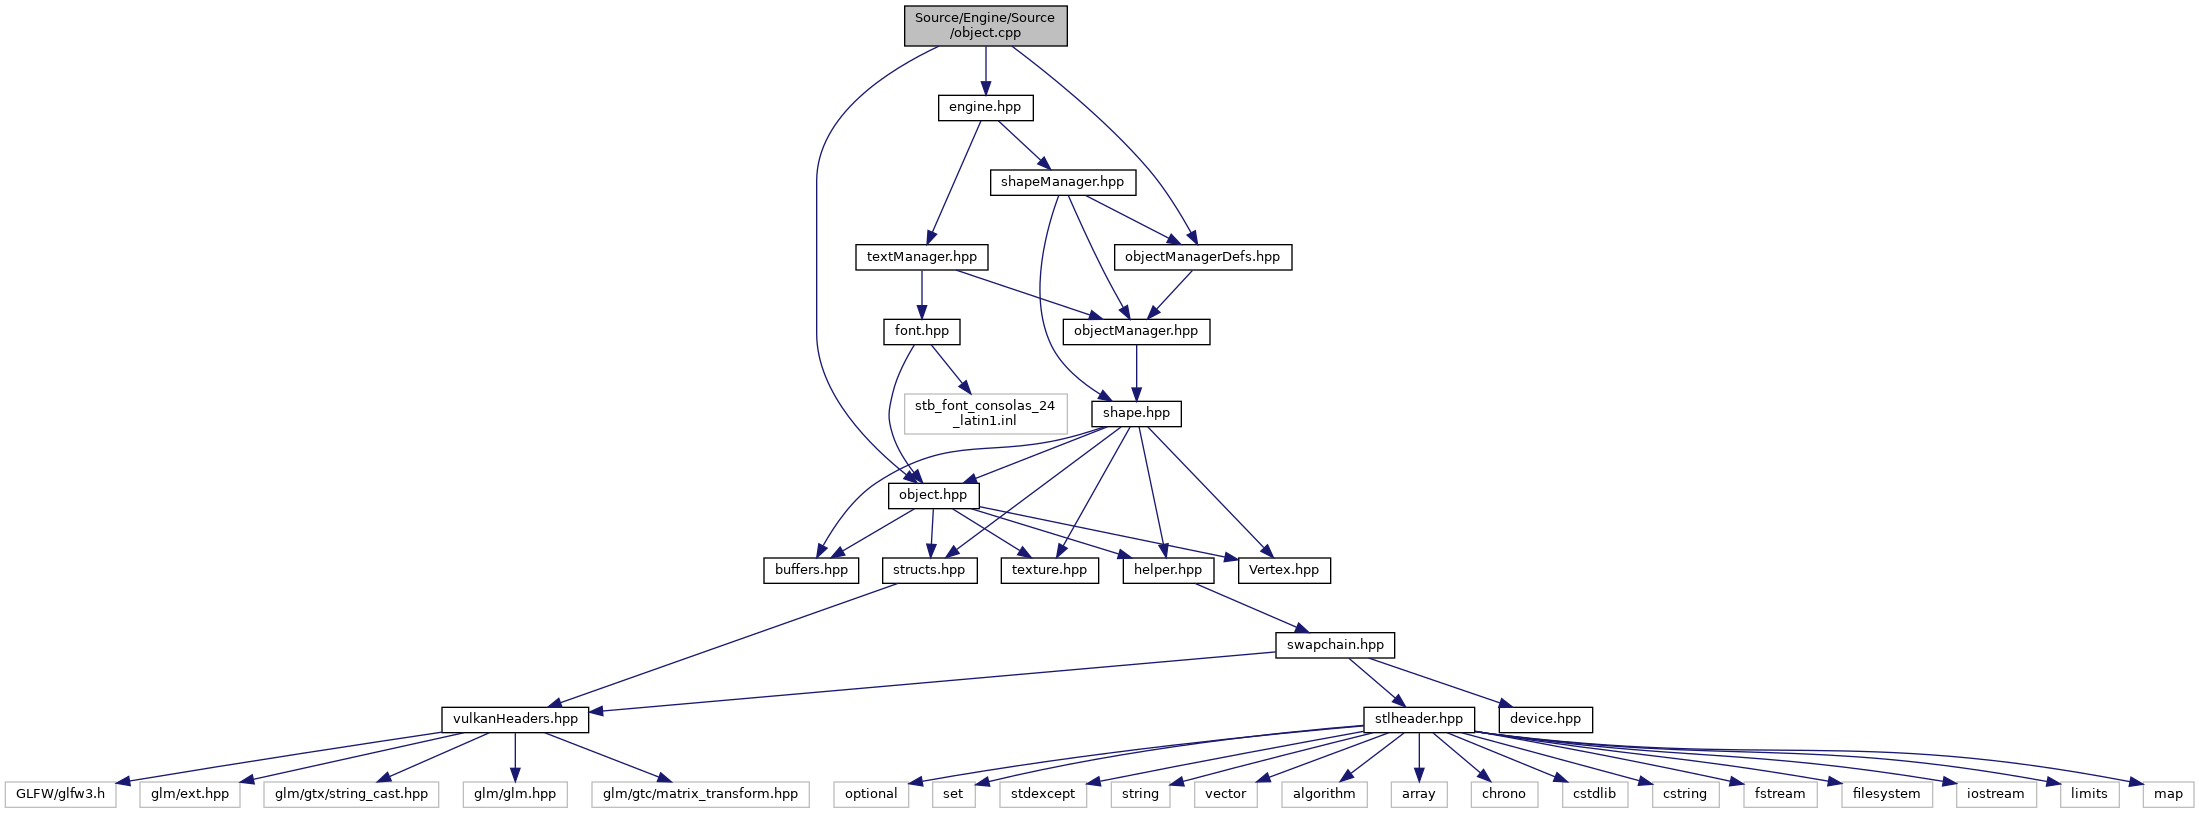 Source/Engine/Source
/object.cpp
engine.hpp
shapeManager.hpp
textManager.hpp
objectManagerDefs.hpp
font.hpp
objectManager.hpp
stb_font_consolas_24
_latin1.inl
shape.hpp
object.hpp
buffers.hpp
structs.hpp
texture.hpp
helper.hpp
Vertex.hpp
swapchain.hpp
vulkanHeaders.hpp
stlheader.hpp
device.hpp
GLFW/glfw3.h
glm/ext.hpp
glm/gtx/string_cast.hpp
glm/glm.hpp
glm/gtc/matrix_transform.hpp
optional
set
stdexcept
string
vector
algorithm
array
chrono
cstdlib
cstring
fstream
filesystem
iostream
limits
map